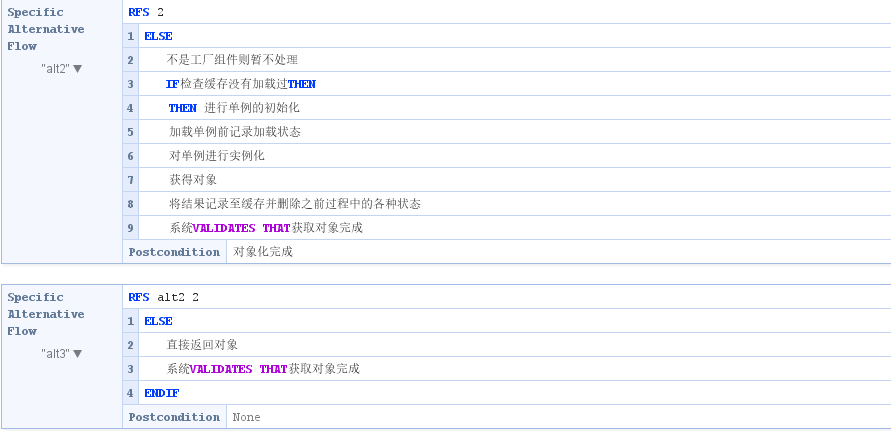 Specific Alternative Flow
"alt2" ▼
RFS 2
1 ELSE
2 不是工厂组件则暂不处理
3 IF检查缓存没有加载过THEN
4 THEN 进行单例的初始化
5 加载单例前记录加载状态
6 对单例进行实例化
7 获得对象
8 将结果记录至缓存并删除之前过程中的各种状态
9 系统VALIDATES THAT获取对象完成
Postcondition 对象化完成
Specific Alternative Flow
"alt3" ▼
RFS alt2 2
1 ELSE
2 直接返回对象
3 系统VALIDATES THAT获取对象完成
4 ENDIF
Postcondition None